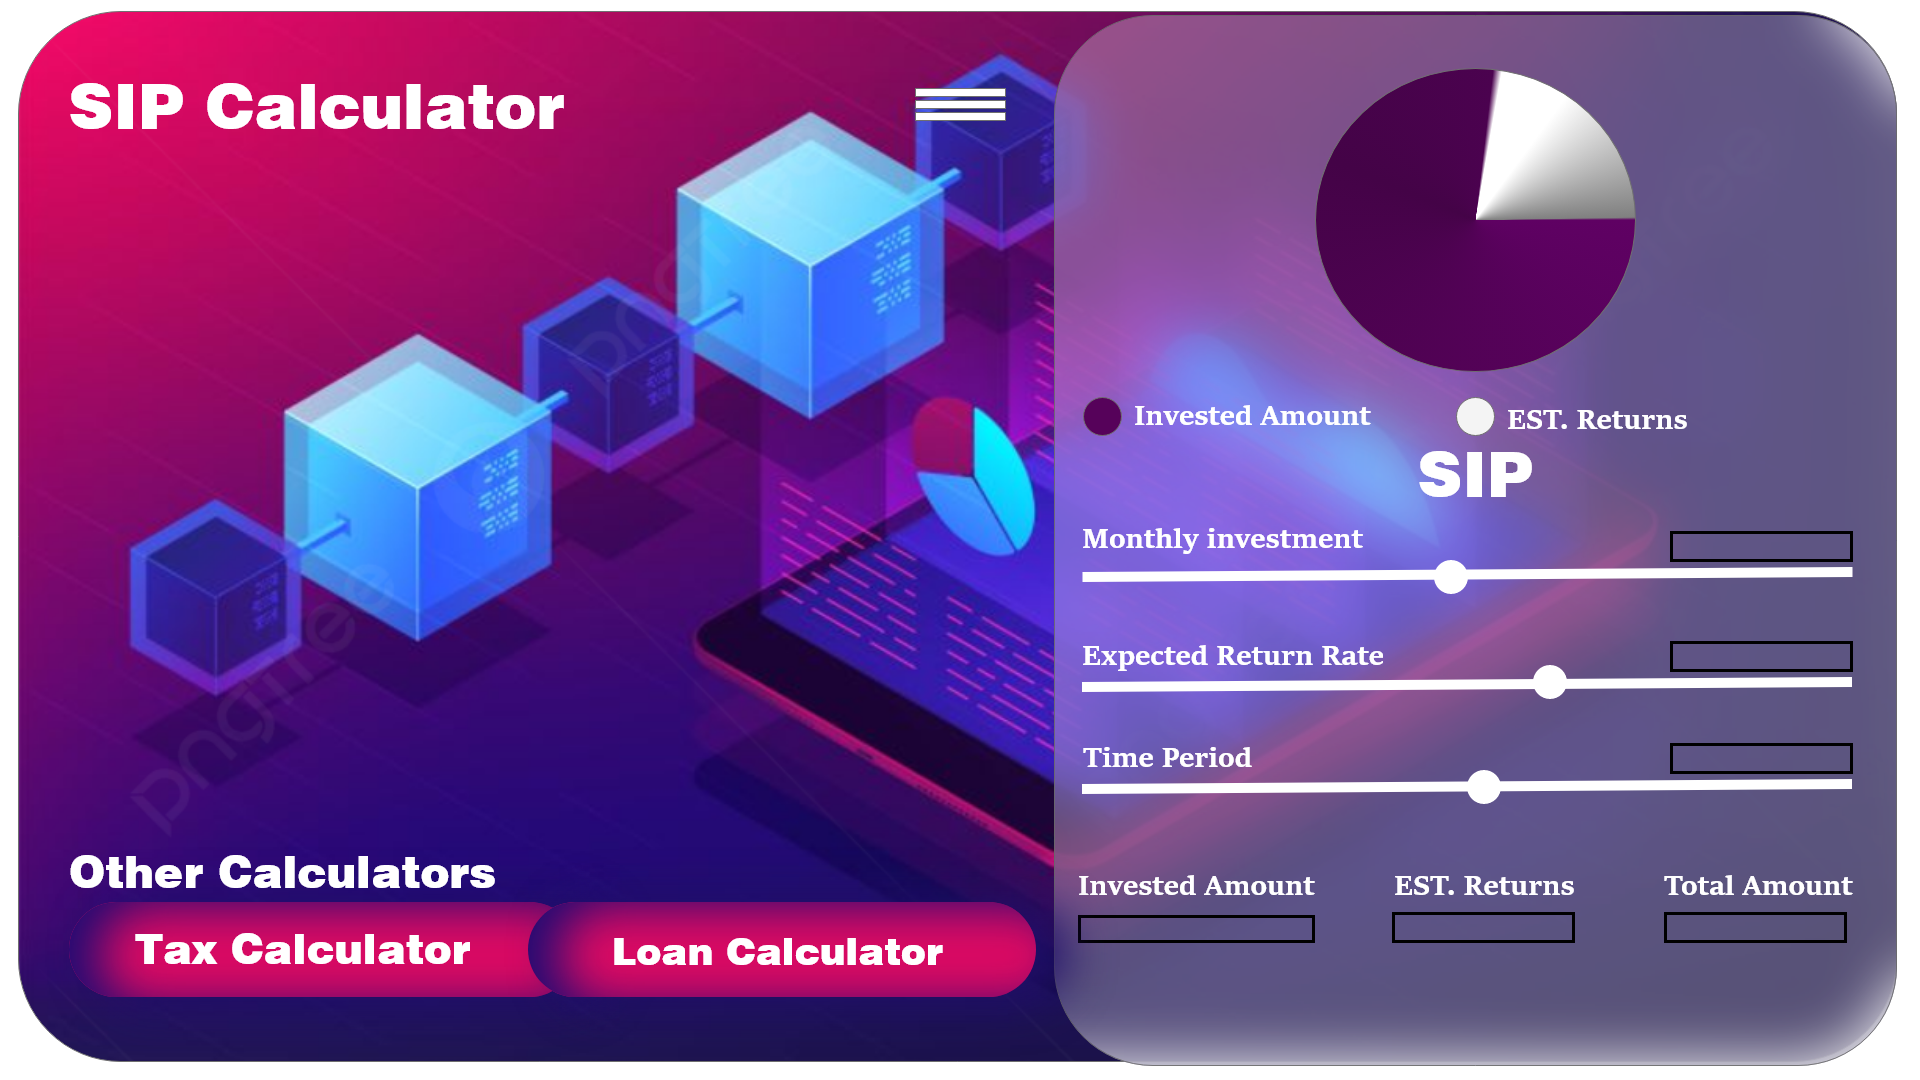 SIP Calculator
Invested Amount
EST. Returns
SIP
Monthly investment
Expected Return Rate
Time Period
Invested Amount
EST. Returns
Total Amount
Other Calculators
Tax Calculator
Loan Calculator
pngtree